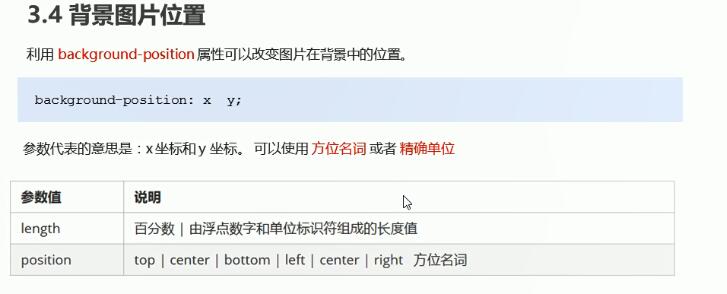 3.4 背景图片位置
利用 background-position 属性可以改变图片在背景中的位置。
background-position: x  y;
参数代表的意思是：x 坐标和 y 坐标。 可以使用 方位名词 或者 精确单位
参数值 说明
length 百分数 | 由浮点数字和单位标识符组成的长度值
position top | center | bottom | left | center | right 方位名词